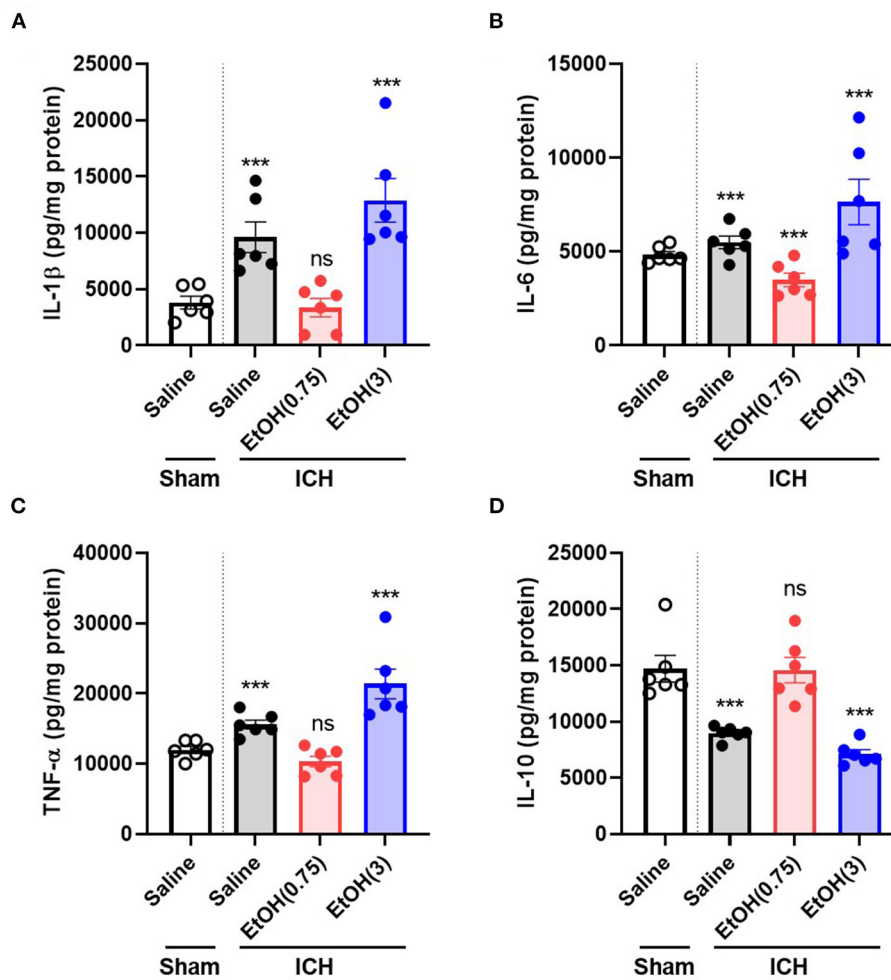 A
IL-1β (pg/mg protein)
25000
20000
15000
10000
5000
0
***
ns
***
Saline
Saline
EtOH(0.75)
EtOH(3)
Sham
ICH
B
IL-6 (pg/mg protein)
15000
10000
5000
0
***
***
***
Saline
Saline
EtOH(0.75)
EtOH(3)
Sham
ICH
C
TNF-α (pg/mg protein)
40000
30000
20000
10000
0
***
ns
***
Saline
Saline
EtOH(0.75)
EtOH(3)
Sham
ICH
D
IL-10 (pg/mg protein)
25000
20000
15000
10000
5000
0
***
ns
***
Saline
Saline
EtOH(0.75)
EtOH(3)
Sham
ICH